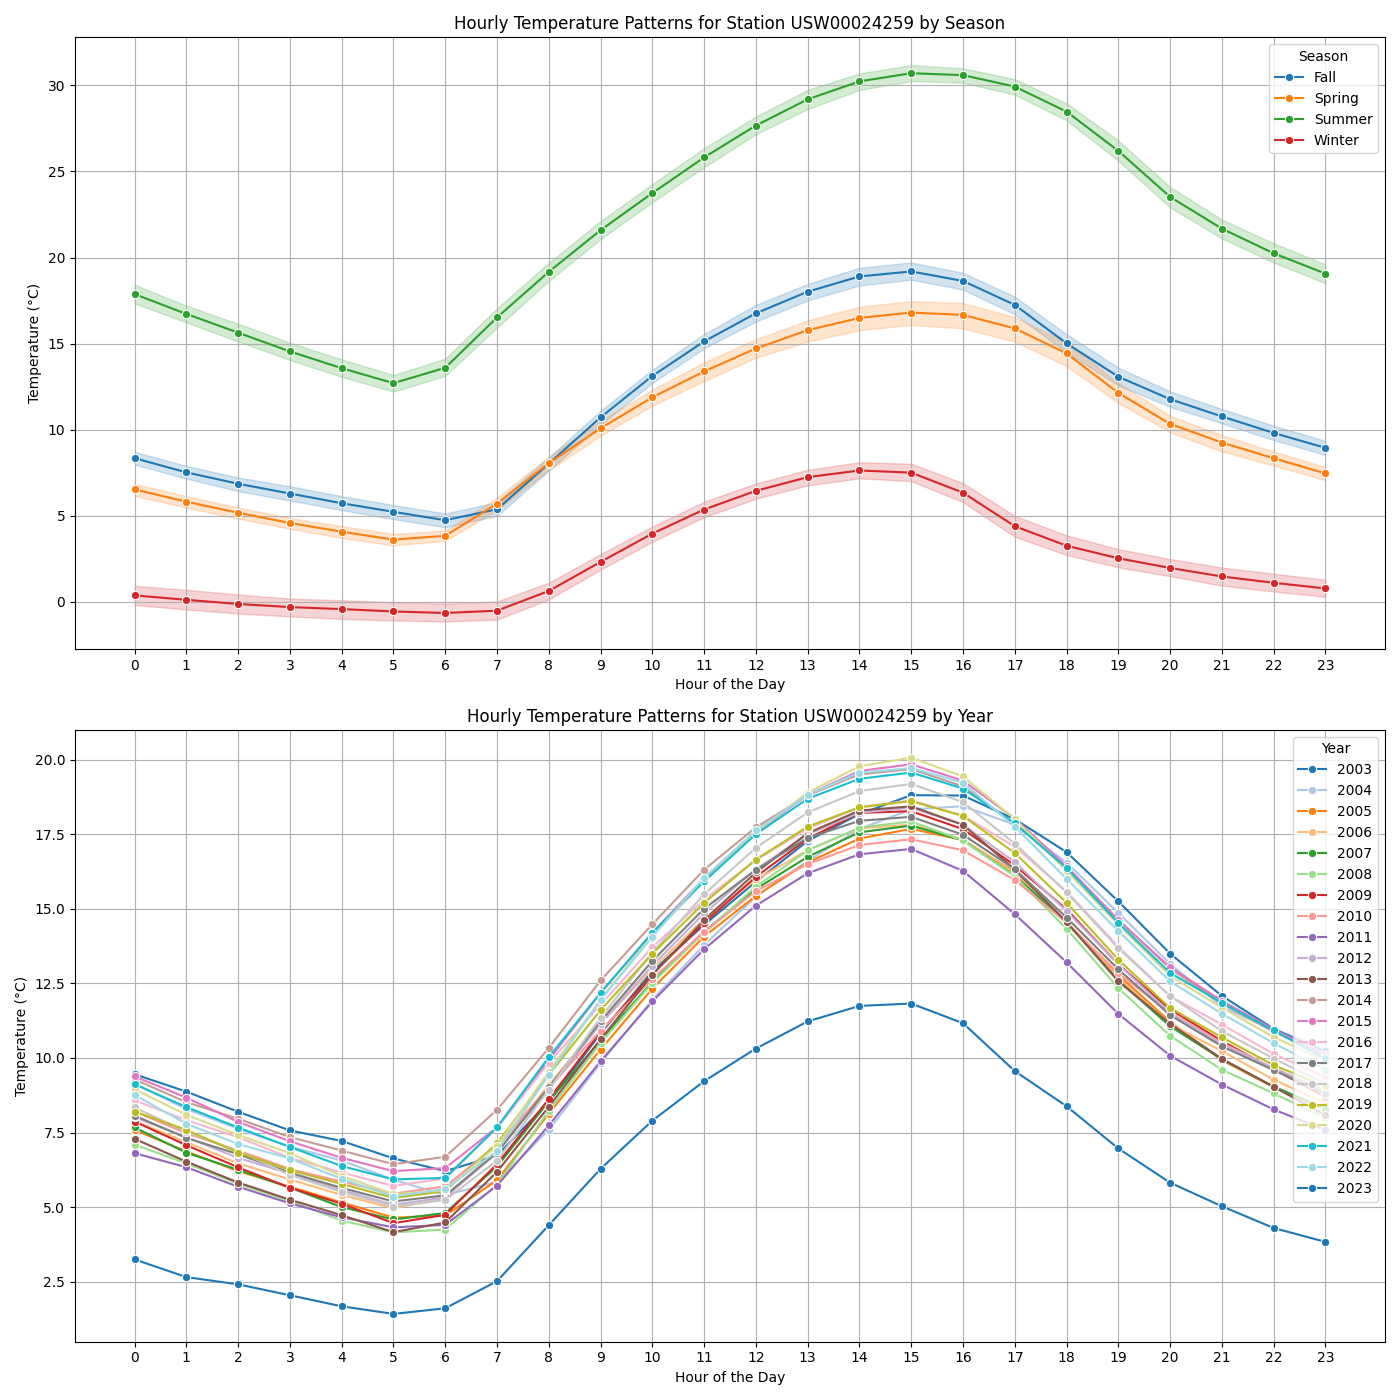 Hourly Temperature Patterns for Station USW00024259 by Season
Temperature (°C)
30
25
20
15
10
5
0
Season
Fall
Spring
Summer
Winter
0 1 2 3 4 5 6 7 8 9 10 11 12 13 14 15 16 17 18 19 20 21 22 23
Hour of the Day
Hourly Temperature Patterns for Station USW00024259 by Year
Temperature (°C)
20.0
17.5
15.0
12.5
10.0
7.5
5.0
2.5
Year
2003
2004
2005
2006
2007
2008
2009
2010
2011
2012
2013
2014
2015
2016
2017
2018
2019
2020
2021
2022
2023
0 1 2 3 4 5 6 7 8 9 10 11 12 13 14 15 16 17 18 19 20 21 22 23
Hour of the Day